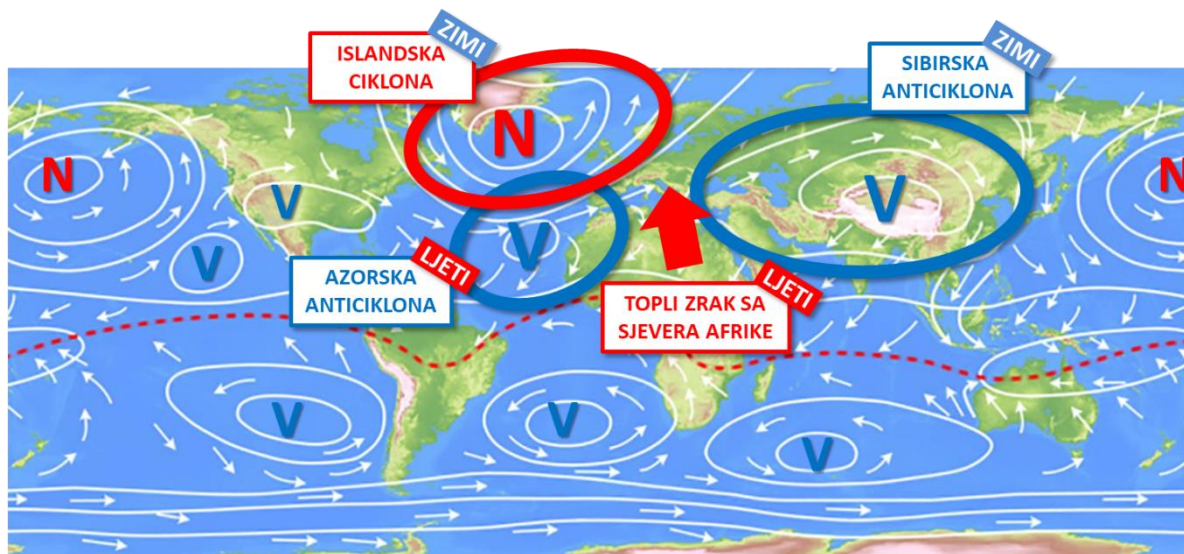 ZIMI
ISLANDSKA
CIKLONA
ZIMI
SIBIRSKA
ANTICIKLONA
N
N
N
V
V
V
V
LJETI
AZORSKA
ANTICIKLONA
LJETI
TOPLI ZRAK SA
SJEVERA AFRIKE
V
V
V